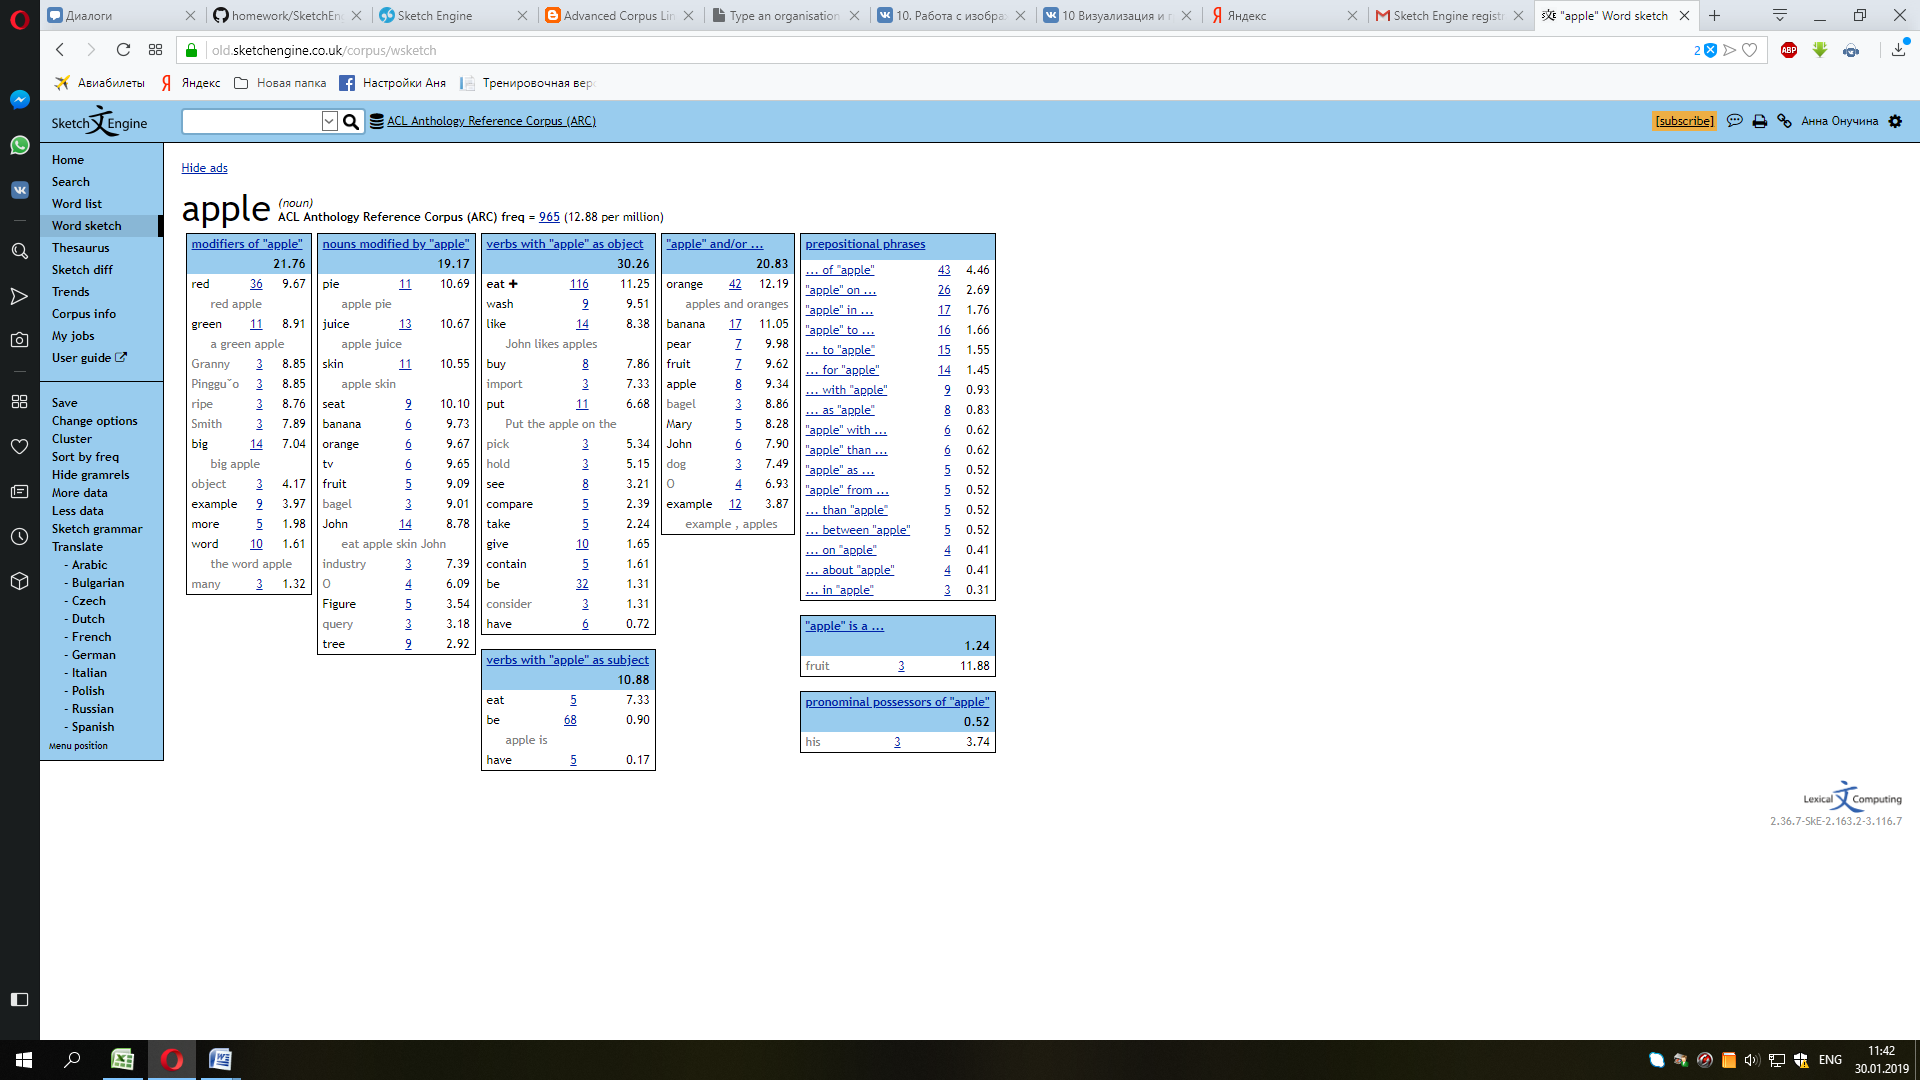 Диалоги
homework/SketchEn
Sketch Engine
Advanced Corpus Lin
Type an organisation
10. Работа с изобра
10 Визуализация и г
Яндекс
Sketch Engine regist
"apple" Word sketch
old.sketchengine.co.uk/corpus/wsketch
2
ABP
Авиабилеты
Яндекс
Новая папка
Настройки Аня
Тренировочная вер
Sketch Engine
ACL Anthology Reference Corpus (ARC)
[subscribe]
Анна Онучина
Home
Search
Word list
Word sketch
Thesaurus
Sketch diff
Trends
Corpus info
My jobs
User guide
Save
Change options
Cluster
Sort by freq
Hide gramrels
More data
Less data
Sketch grammar
Translate
- Arabic
- Bulgarian
- Czech
- Dutch
- French
- German
- Italian
- Polish
- Russian
- Spanish
Menu position
Hide ads
apple (noun)
ACL Anthology Reference Corpus (ARC) freq = 965 (12.88 per million)
modifiers of "apple"
21.76
red 36 9.67
red apple
green 11 8.91
a green apple
Granny 3 8.85
Pingguˇo 3 8.85
ripe 3 8.76
Smith 3 7.89
big 14 7.04
big apple
object 3 4.17
example 9 3.97
more 5 1.98
word 10 1.61
the word apple
many 3 1.32
nouns modified by "apple"
19.17
pie 11 10.69
apple pie
juice 13 10.67
apple juice
skin 11 10.55
apple skin
seat 9 10.10
banana 6 9.73
orange 6 9.67
tv 6 9.65
fruit 5 9.09
bagel 3 9.01
John 14 8.78
eat apple skin John
industry 3 7.39
O 4 6.09
Figure 5 3.54
query 3 3.18
tree 9 2.92
verbs with "apple" as object
30.26
eat + 116 11.25
wash 9 9.51
like 14 8.38
John likes apples
buy 8 7.86
import 3 7.33
put 11 6.68
Put the apple on the
pick 3 5.34
hold 3 5.15
see 8 3.21
compare 5 2.39
take 5 2.24
give 10 1.65
contain 5 1.61
be 32 1.31
consider 3 1.31
have 6 0.72
verbs with "apple" as subject
10.88
eat 5 7.33
be 68 0.90
apple is
have 5 0.17
"apple" and/or ...
20.83
orange 42 12.19
apples and oranges
banana 17 11.05
pear 7 9.98
fruit 7 9.62
apple 8 9.34
bagel 3 8.86
Mary 5 8.28
John 6 7.90
dog 3 7.49
O 4 6.93
example 12 3.87
example , apples
prepositional phrases
... of "apple" 43 4.46
"apple" on ... 26 2.69
"apple" in ... 17 1.76
"apple" to ... 16 1.66
... to "apple" 15 1.55
... for "apple" 14 1.45
... with "apple" 9 0.93
... as "apple" 8 0.83
"apple" with ... 6 0.62
"apple" than ... 6 0.62
"apple" as ... 5 0.52
"apple" from ... 5 0.52
... than "apple" 5 0.52
... between "apple" 5 0.52
... on "apple" 4 0.41
... about "apple" 4 0.41
... in "apple" 3 0.31
"apple" is a ...
1.24
fruit 3 11.88
pronominal possessors of "apple"
0.52
his 3 3.74
Lexical Computing
2.36.7-SkE-2.163.2-3.116.7
ENG
11:42
30.01.2019